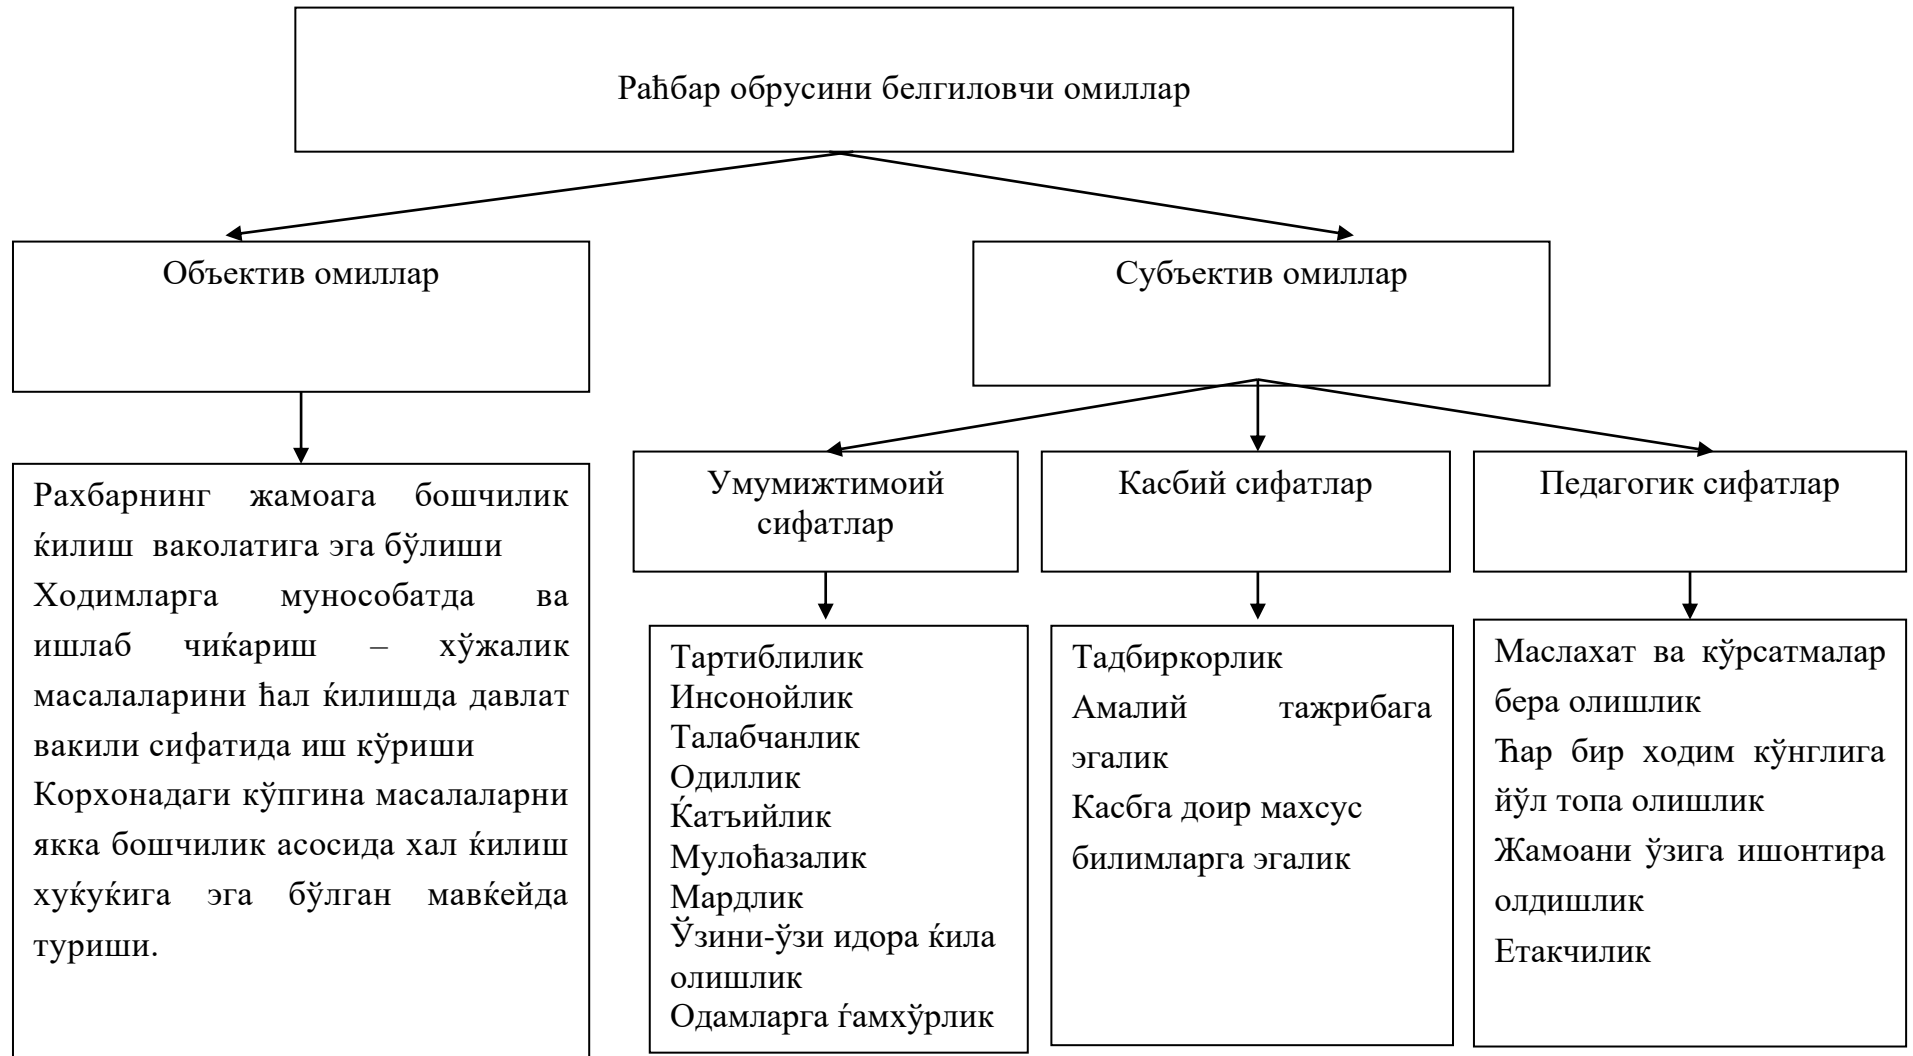 Раћбар обрусини белгиловчи омиллар
Объектив омиллар
Субъектив омиллар
Рахбарнинг жамоага бошчилик
ќилиш ваколатига эга бўлиши
Ходимларга мунособатда ва
ишлаб чиќариш – хўжалик
масалаларини ћал ќилишда давлат
вакили сифатида иш кўриши
Корхонадаги кўпгина масалаларни
якка бошчилик асосида хал ќилиш
хуќуќига эга бўлган мавќейда
туриши.
Умумижтимоий
сифатлар
Касбий сифатлар
Педагогик сифатлар
Тартиблилик
Инсонойлик
Талабчанлик
Одиллик
Ќатъийлик
Мулоћазалик
Мардлик
Ўзини-ўзи идора ќила
олишлик
Одамларга ѓамхўрлик
Тадбиркорлик
Амалий тажрибага
эгалик
Касбга доир махсус
билимларга эгалик
Маслахат ва кўрсатмалар
бера олишлик
Ћар бир ходим кўнглига
йўл топа олишлик
Жамоани ўзига ишонтира
олдишлик
Етакчилик